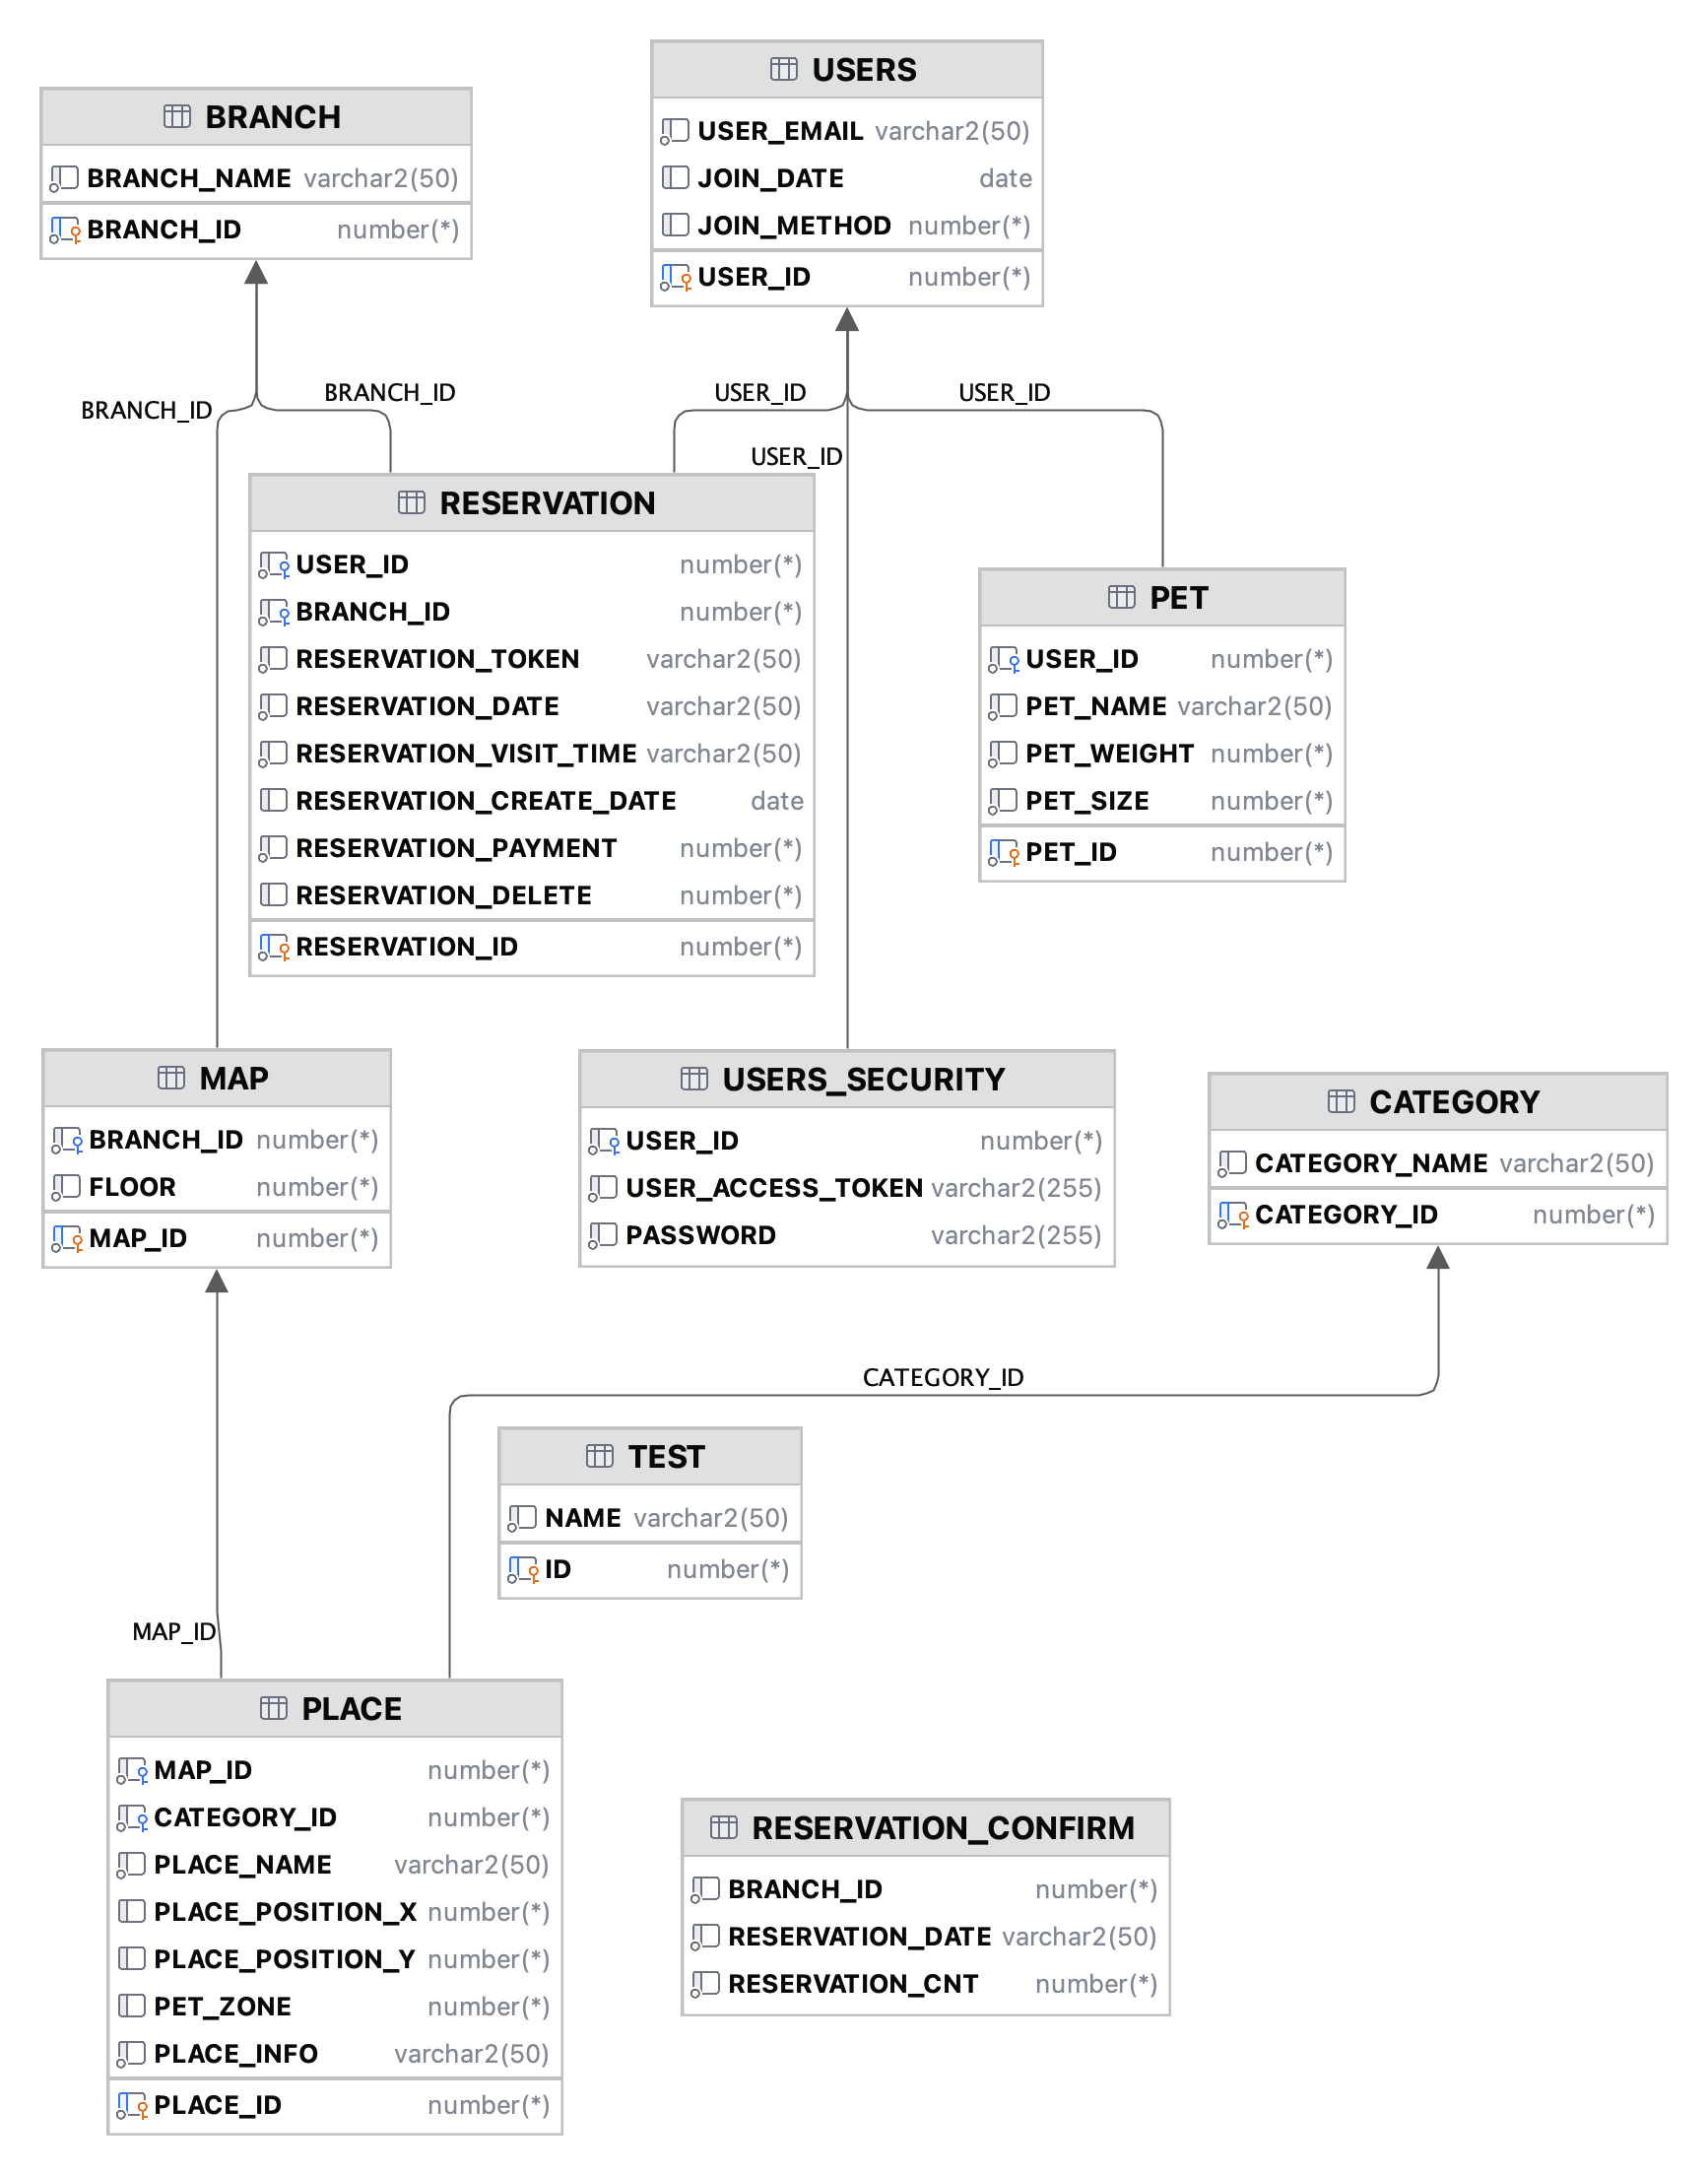 BRANCH
BRANCH_NAME varchar2(50)
BRANCH_ID number(*)
USERS
USER_EMAIL varchar2(50)
JOIN_DATE date
JOIN_METHOD number(*)
USER_ID number(*)
BRANCH_ID
BRANCH_ID
USER_ID
USER_ID
USER_ID
RESERVATION
USER_ID number(*)
BRANCH_ID number(*)
RESERVATION_TOKEN varchar2(50)
RESERVATION_DATE varchar2(50)
RESERVATION_VISIT_TIME varchar2(50)
RESERVATION_CREATE_DATE date
RESERVATION_PAYMENT number(*)
RESERVATION_DELETE number(*)
RESERVATION_ID number(*)
PET
USER_ID number(*)
PET_NAME varchar2(50)
PET_WEIGHT number(*)
PET_SIZE number(*)
PET_ID number(*)
MAP
BRANCH_ID number(*)
FLOOR number(*)
MAP_ID number(*)
USERS_SECURITY
USER_ID number(*)
USER_ACCESS_TOKEN varchar2(255)
PASSWORD varchar2(255)
CATEGORY
CATEGORY_NAME varchar2(50)
CATEGORY_ID number(*)
CATEGORY_ID
TEST
NAME varchar2(50)
ID number(*)
MAP_ID
PLACE
MAP_ID number(*)
CATEGORY_ID number(*)
PLACE_NAME varchar2(50)
PLACE_POSITION_X number(*)
PLACE_POSITION_Y number(*)
PET_ZONE number(*)
PLACE_INFO varchar2(50)
PLACE_ID number(*)
RESERVATION_CONFIRM
BRANCH_ID number(*)
RESERVATION_DATE varchar2(50)
RESERVATION_CNT number(*)